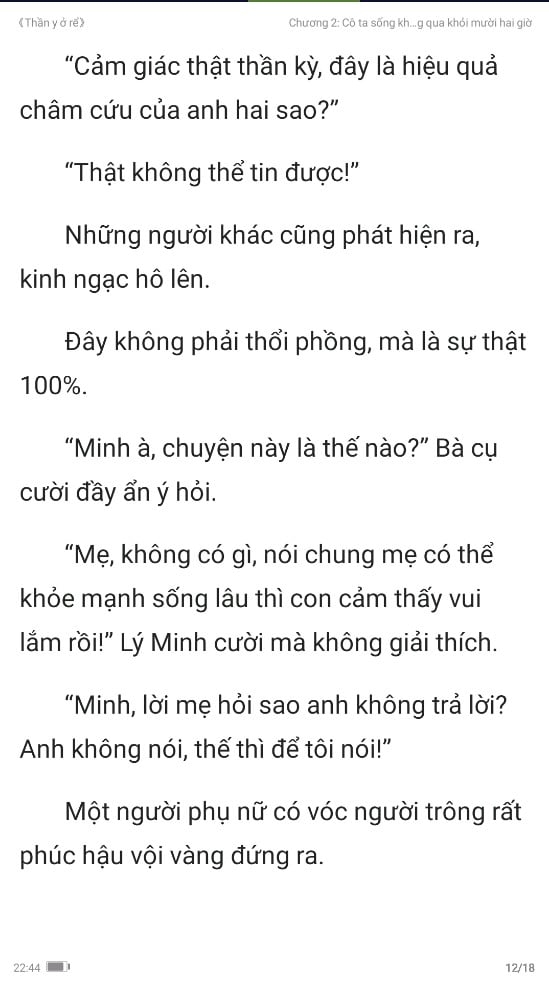 《Thần y ở rể》
Chương 2: Cô ta sống kh...g qua khỏi mười hai giờ
“Cảm giác thật thần kỳ, đây là hiệu quả
châm cứu của anh hai sao?”
“Thật không thể tin được!”
Những người khác cũng phát hiện ra,
kinh ngạc hô lên.
Đây không phải thổi phồng, mà là sự thật
100%.
“Minh à, chuyện này là thế nào?” Bà cụ
cười đầy ẩn ý hỏi.
“Mẹ, không có gì, nói chung mẹ có thể
khỏe mạnh sống lâu thì con cảm thấy vui
lắm rồi!” Lý Minh cười mà không giải thích.
“Minh, lời mẹ hỏi sao anh không trả lời?
Anh không nói, thế thì để tôi nói!”
Một người phụ nữ có vóc người trông rất
phúc hậu vội vàng đứng ra.
22:44
12/18